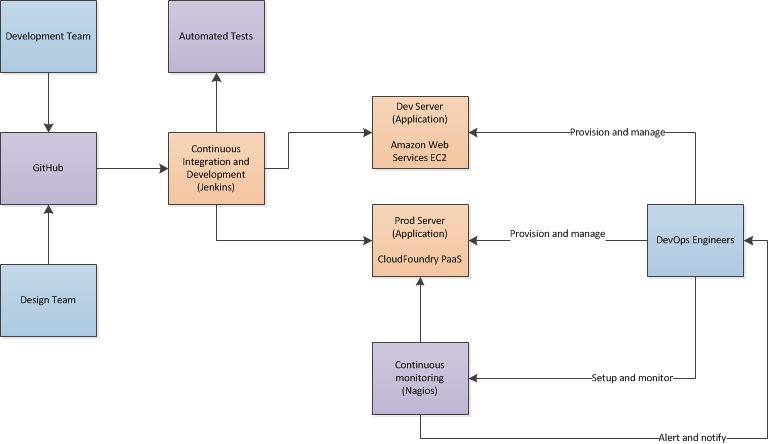 Development Team
Automated Tests
GitHub
Continuous
Integration and
Development
(Jenkins)
Dev Server
(Application)
Amazon Web
Services EC2
Provision and manage
Prod Server
(Application)
CloudFoundry PaaS
Provision and manage
DevOps Engineers
Design Team
Continuous
monitoring
(Nagios)
Setup and monitor
Alert and notify